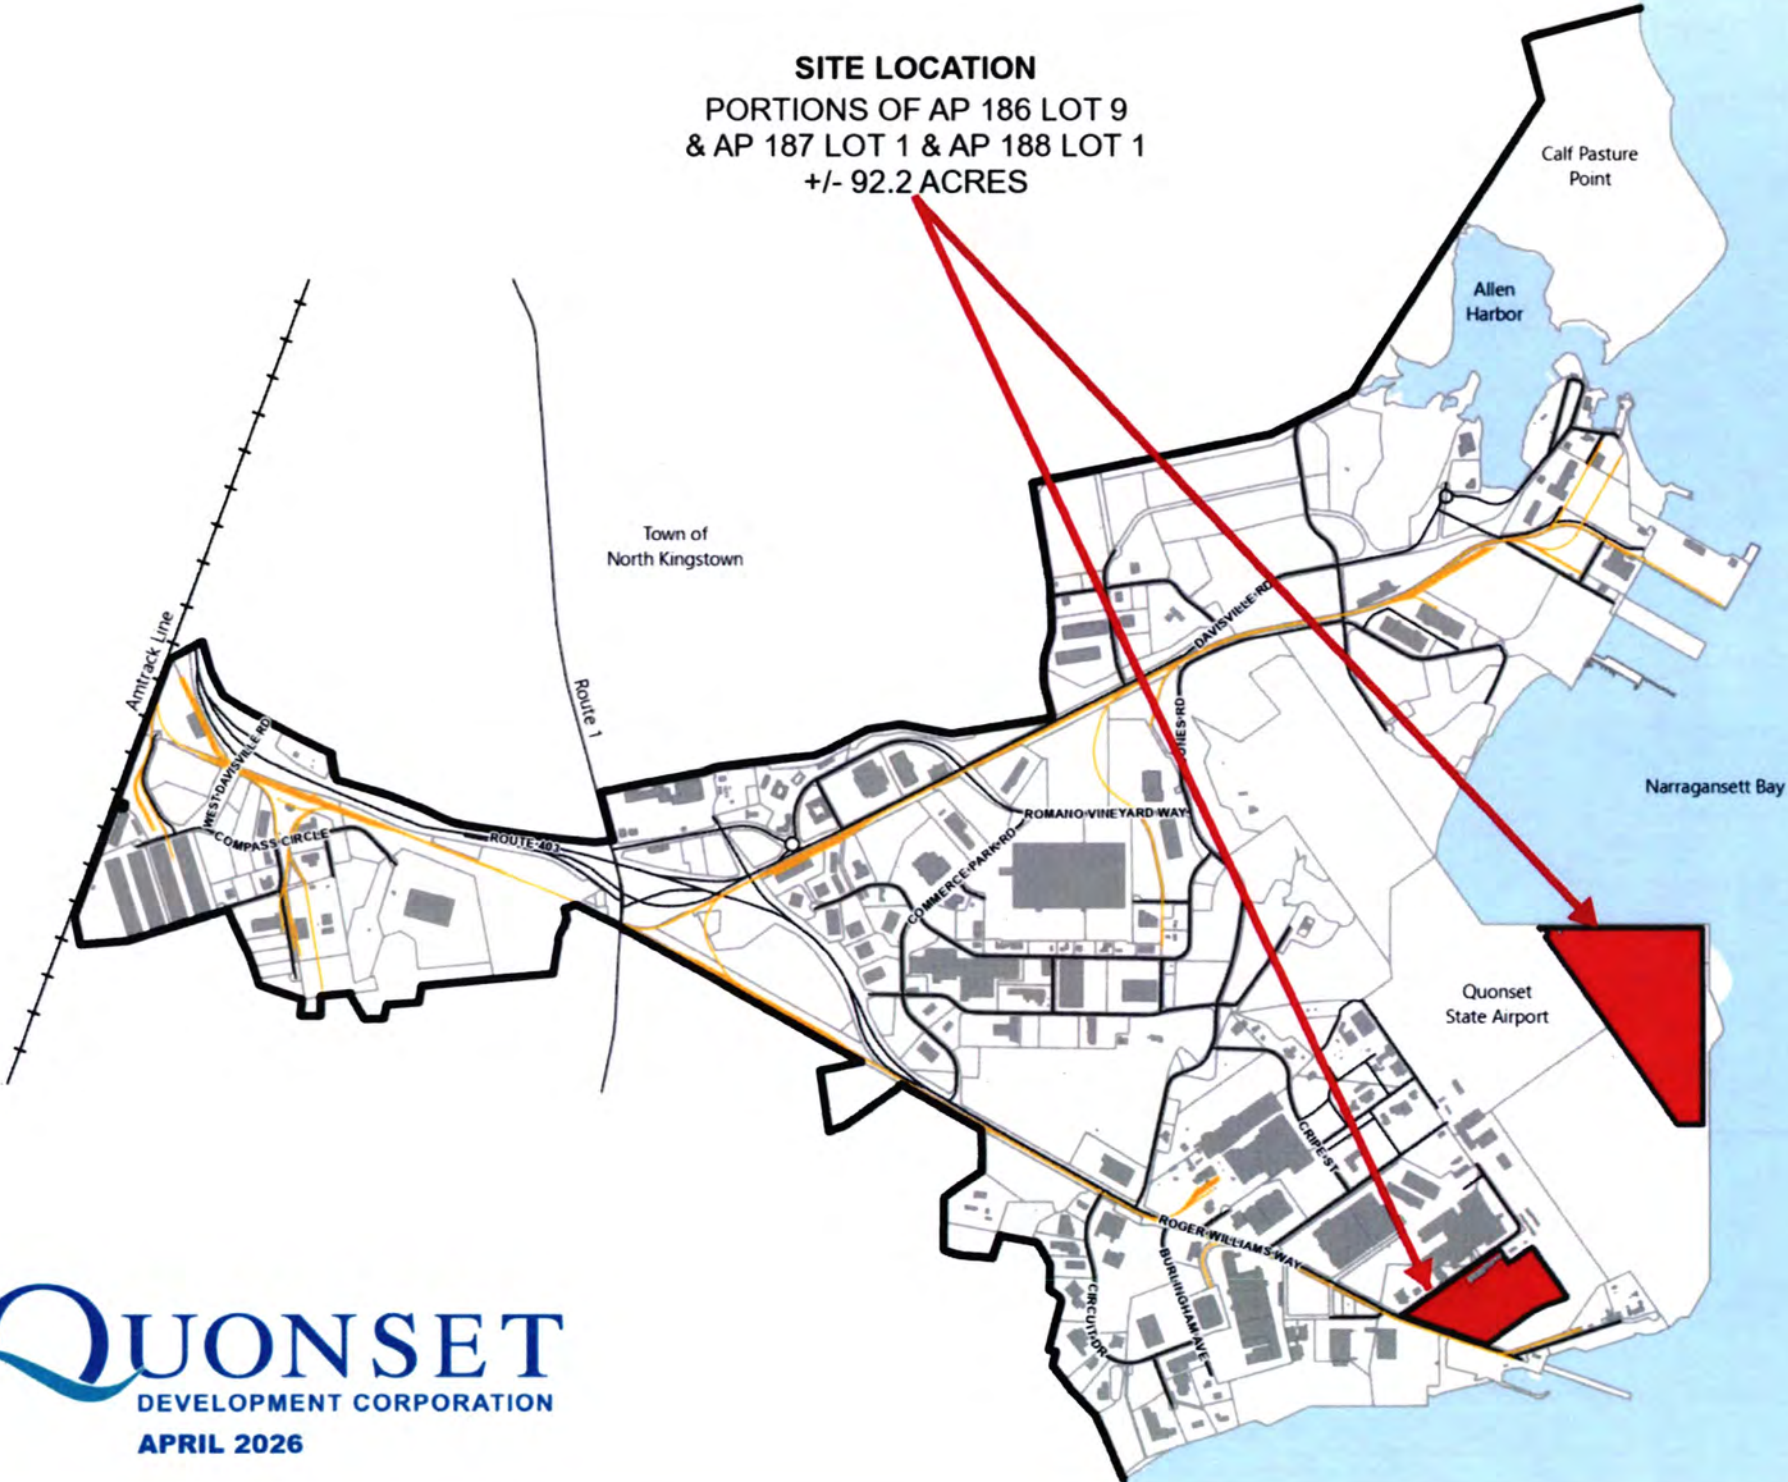 SITE LOCATION
PORTIONS OF AP 186 LOT 9
& AP 187 LOT 1 & AP 188 LOT 1
+/- 92.2 ACRES
Calf Pasture
Point
Allen
Harbor
Town of
North Kingstown
Amtrack Line
Route 1
DAVISVILLE RD
JONES RD
Narragansett Bay
WEST DAVISVILLE RD
COMPASS CIRCLE
ROUTE 403
ROMANO VINEYARD WAY
COMMERCE PARK RD
Quonset
State Airport
CRIPE ST
ROGER WILLIAMS WAY
BURLINGHAM AVE
CIRCUIT DR
QUONSET
DEVELOPMENT CORPORATION
APRIL 2026